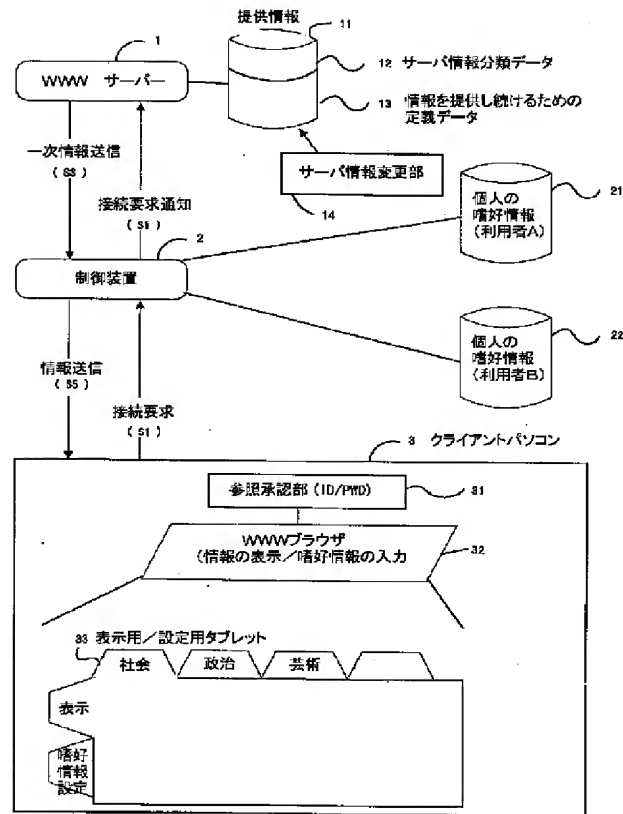 提供情報
11
1
WWW サーバー
12 サーバ情報分類データ
13 情報を提供し続けるための
定義データ
一次情報送信
(S3)
サーバ情報変更部
14
接続要求通知
2
個人の
嗜好情報
(利用者A)
21
制御装置
個人の
嗜好情報
(利用者B)
22
情報送信
(S5)
接続要求
(S1)
3 クライアントパソコン
参照承認部 (ID/PWD)
31
WWWブラウザ
(情報の表示/嗜好情報の入力
32
33 表示用/設定用タブレット
社会
政治
芸術
表示
嗜好
情報
設定